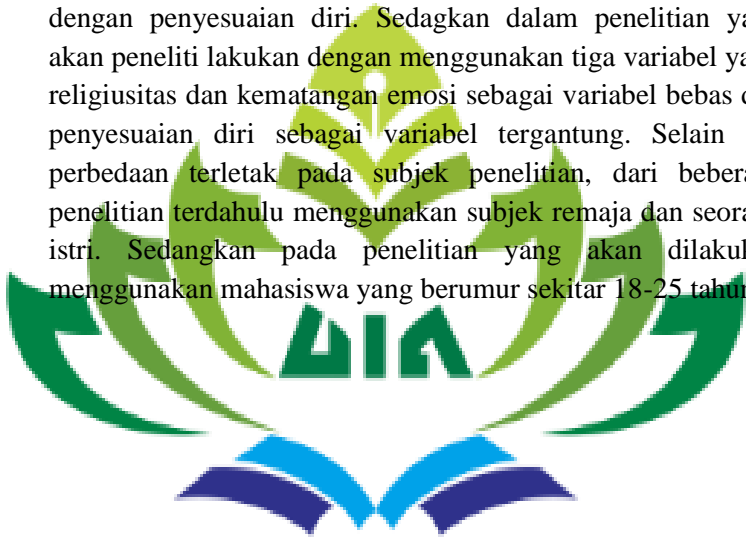 dengan penyesuaian diri. Sedagkan dalam penelitian ya
akan peneliti lakukan dengan menggunakan tiga variabel ya
religiusitas dan kematangan emosi sebagai variabel bebas d
penyesuaian diri sebagai variabel tergantung. Selain
perbedaan terletak pada subjek penelitian, dari bebera
penelitian terdahulu menggunakan subjek remaja dan seora
istri. Sedangkan pada penelitian yang akan dilakuk
menggunakan mahasiswa yang berumur sekitar 18-25 tahun